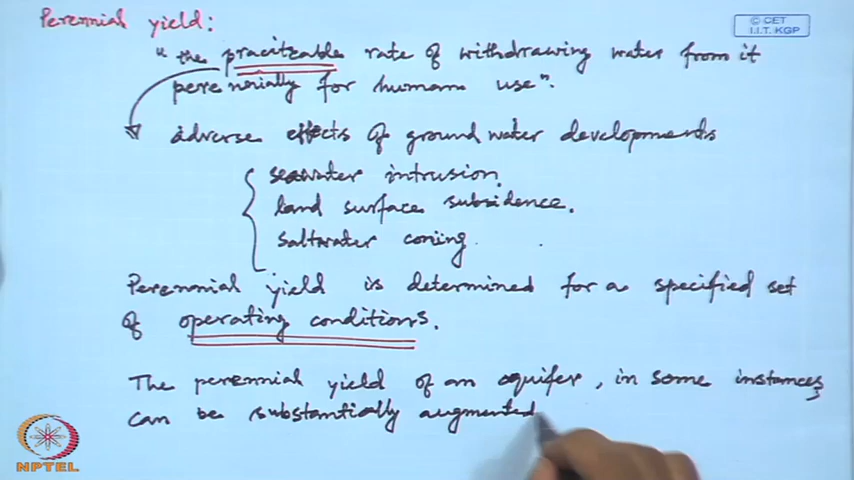 Perennial yield:
© CET
I.I.T. KGP
"the pracitcable rate of withdrawing water from it
perennially for human use".
adverse effects of ground water developments
seawater intrusion.
land surface subsidence.
saltwater coning.
Perennial yield is determined for a specified set
of operating conditions.
The perennial yield of an aquifer, in some instances,
can be substantially augmented
NPTEL